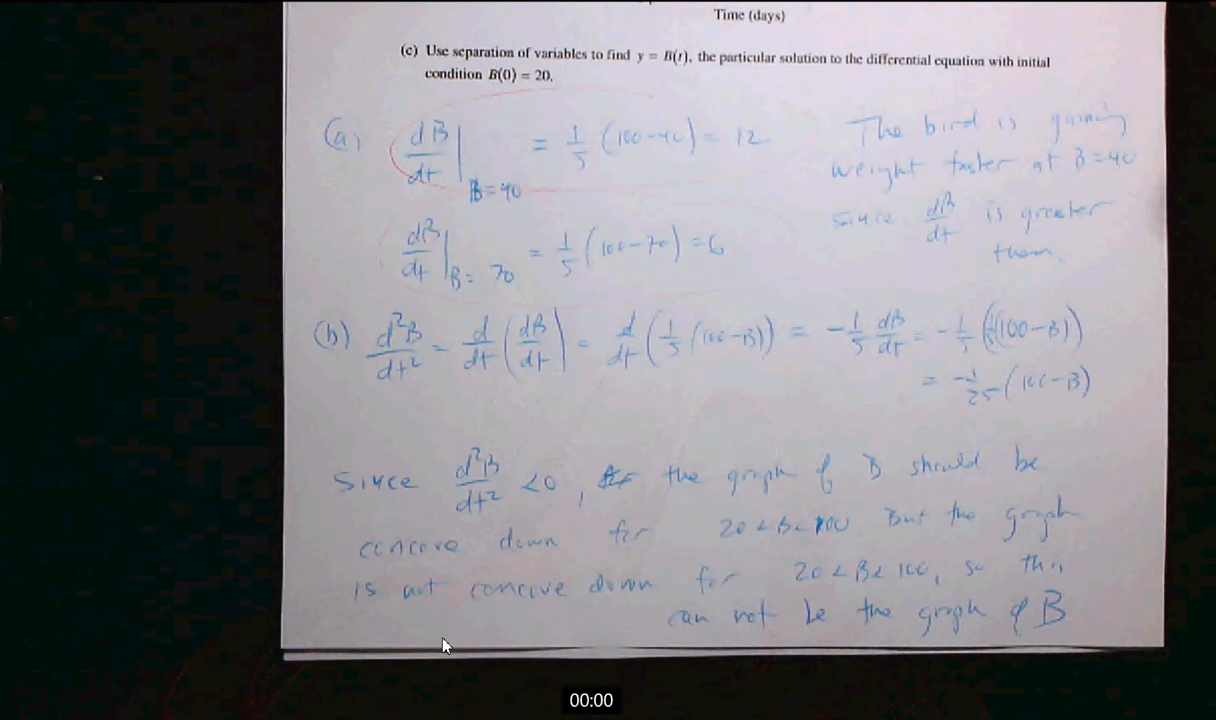 Time (days)
(c) Use separation of variables to find y = B(t), the particular solution to the differential equation with initial
condition B(0) = 20.
(a) dB/dt | B=40 = 1/5 (100-40) = 12
The bird is gaining
weight faster at B=40
since dB/dt is greater
then.
dB/dt | B= 70 = 1/5 (100-70) = 6
(b) d²B/dt² = d/dt (dB/dt) = d/dt (1/5 (100-B)) = -1/5 dB/dt = -1/5 (1/5(100-B))
= -1/25 (100-B)
Since d²B/dt² <0, the graph of B should be
concave down for 20<B<100. But the graph
is not concave down for 20<B<100, so this
can not be the graph of B
00:00